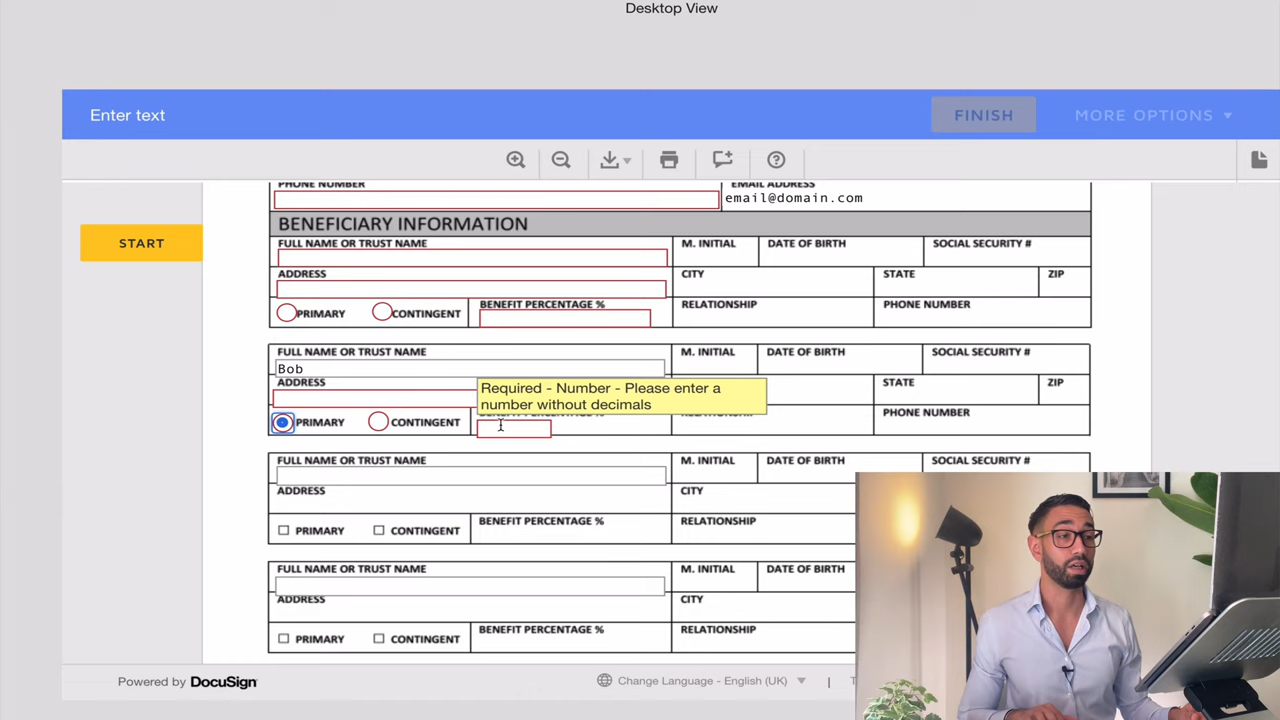 Desktop View
Enter text
FINISH
MORE OPTIONS
START
PHONE NUMBER
EMAIL ADDRESS
email@domain.com
BENEFICIARY INFORMATION
FULL NAME OR TRUST NAME M. INITIAL DATE OF BIRTH SOCIAL SECURITY #
ADDRESS CITY STATE ZIP
PRIMARY CONTINGENT BENEFIT PERCENTAGE % RELATIONSHIP PHONE NUMBER
FULL NAME OR TRUST NAME M. INITIAL DATE OF BIRTH SOCIAL SECURITY #
Bob
ADDRESS STATE ZIP
Required - Number - Please enter a
number without decimals
PRIMARY CONTINGENT PHONE NUMBER
FULL NAME OR TRUST NAME M. INITIAL DATE OF BIRTH SOCIAL SECURITY #
ADDRESS CITY
PRIMARY CONTINGENT BENEFIT PERCENTAGE % RELATIONSHIP
FULL NAME OR TRUST NAME M. INITIAL DATE OF BIRTH
ADDRESS CITY
PRIMARY CONTINGENT BENEFIT PERCENTAGE % RELATIONSHIP
Powered by DocuSign
Change Language - English (UK) |